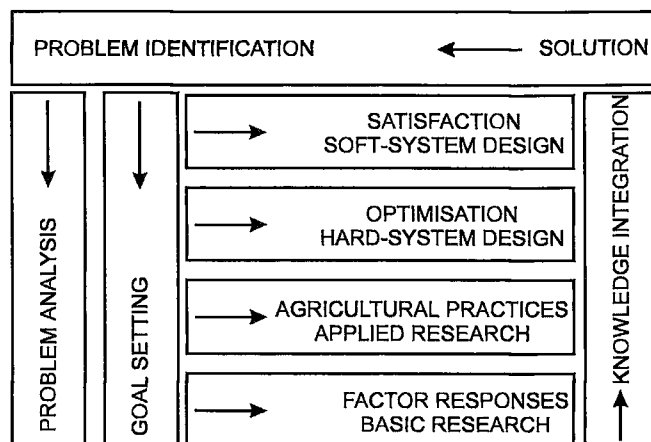 PROBLEM IDENTIFICATION
SOLUTION
PROBLEM ANALYSIS
GOAL SETTING
SATISFACTION
SOFT-SYSTEM DESIGN
OPTIMISATION
HARD-SYSTEM DESIGN
AGRICULTURAL PRACTICES
APPLIED RESEARCH
FACTOR RESPONSES
BASIC RESEARCH
KNOWLEDGE INTEGRATION